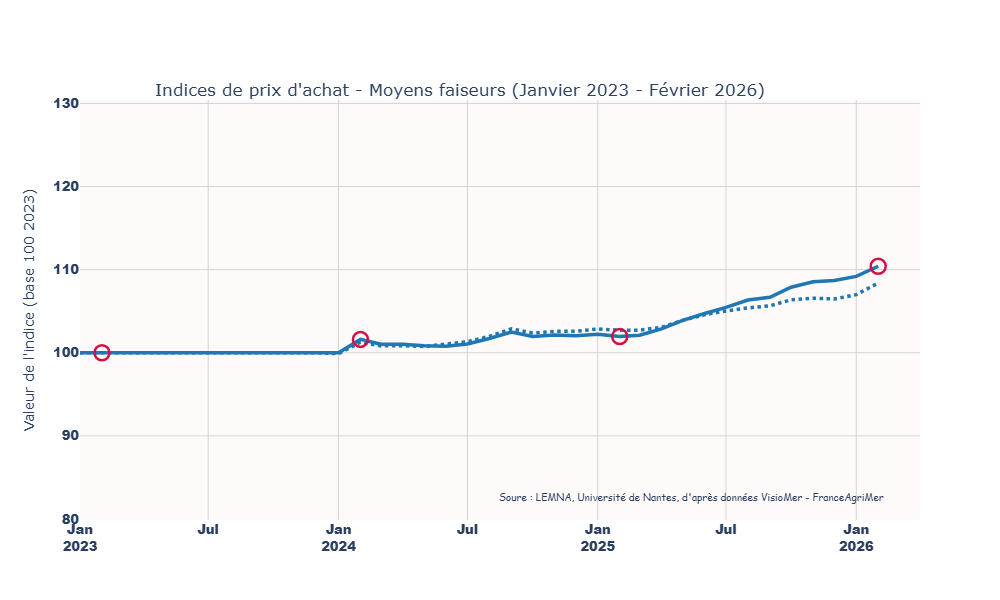 Indices de prix d'achat - Moyens faiseurs (Janvier 2023 - Février 2026)
Valeur de l'indice (base 100 2023)
130
120
110
100
90
80
Soure : LEMNA, Université de Nantes, d'après données VisioMer - FranceAgriMer
Jan Jul Jan Jul Jan Jul Jan
2023 2024 2025 2026